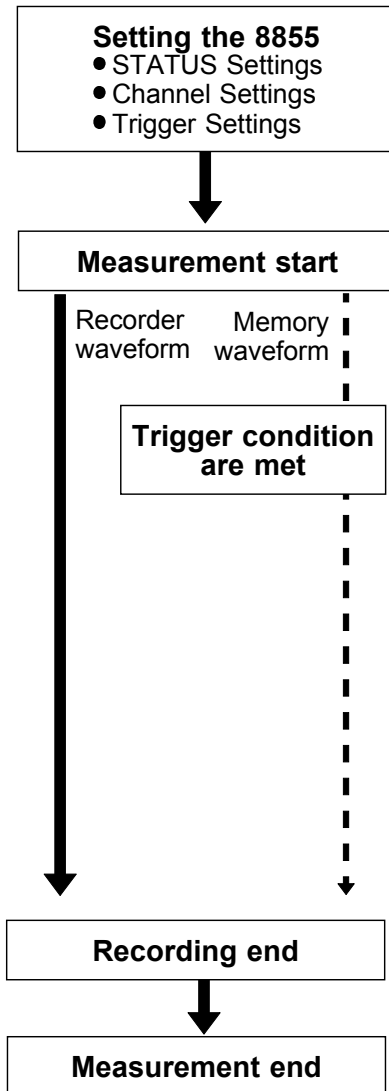 Setting the 8855
● STATUS Settings
● Channel Settings
● Trigger Settings
Measurement start
Recorder
waveform
Memory
waveform
Trigger condition
are met
Recording end
Measurement end